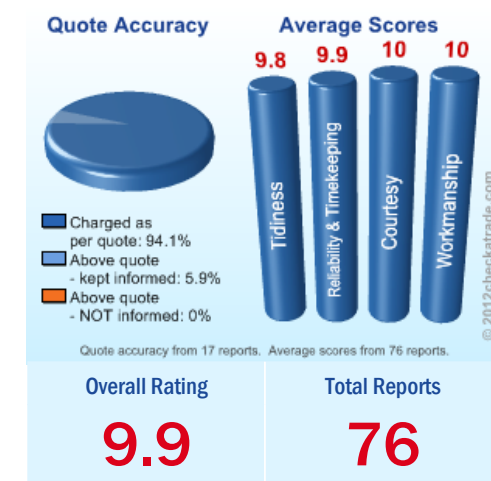 Quote Accuracy
Average Scores
9.8
9.9
10
10
Tidiness
Reliability & Timekeeping
Courtesy
Workmanship
Charged as
per quote: 94.1%
Above quote
- kept informed: 5.9%
Above quote
- NOT informed: 0%
© 2012checkatrade.com
Quote accuracy from 17 reports. Average scores from 76 reports.
Overall Rating
Total Reports
9.9
76